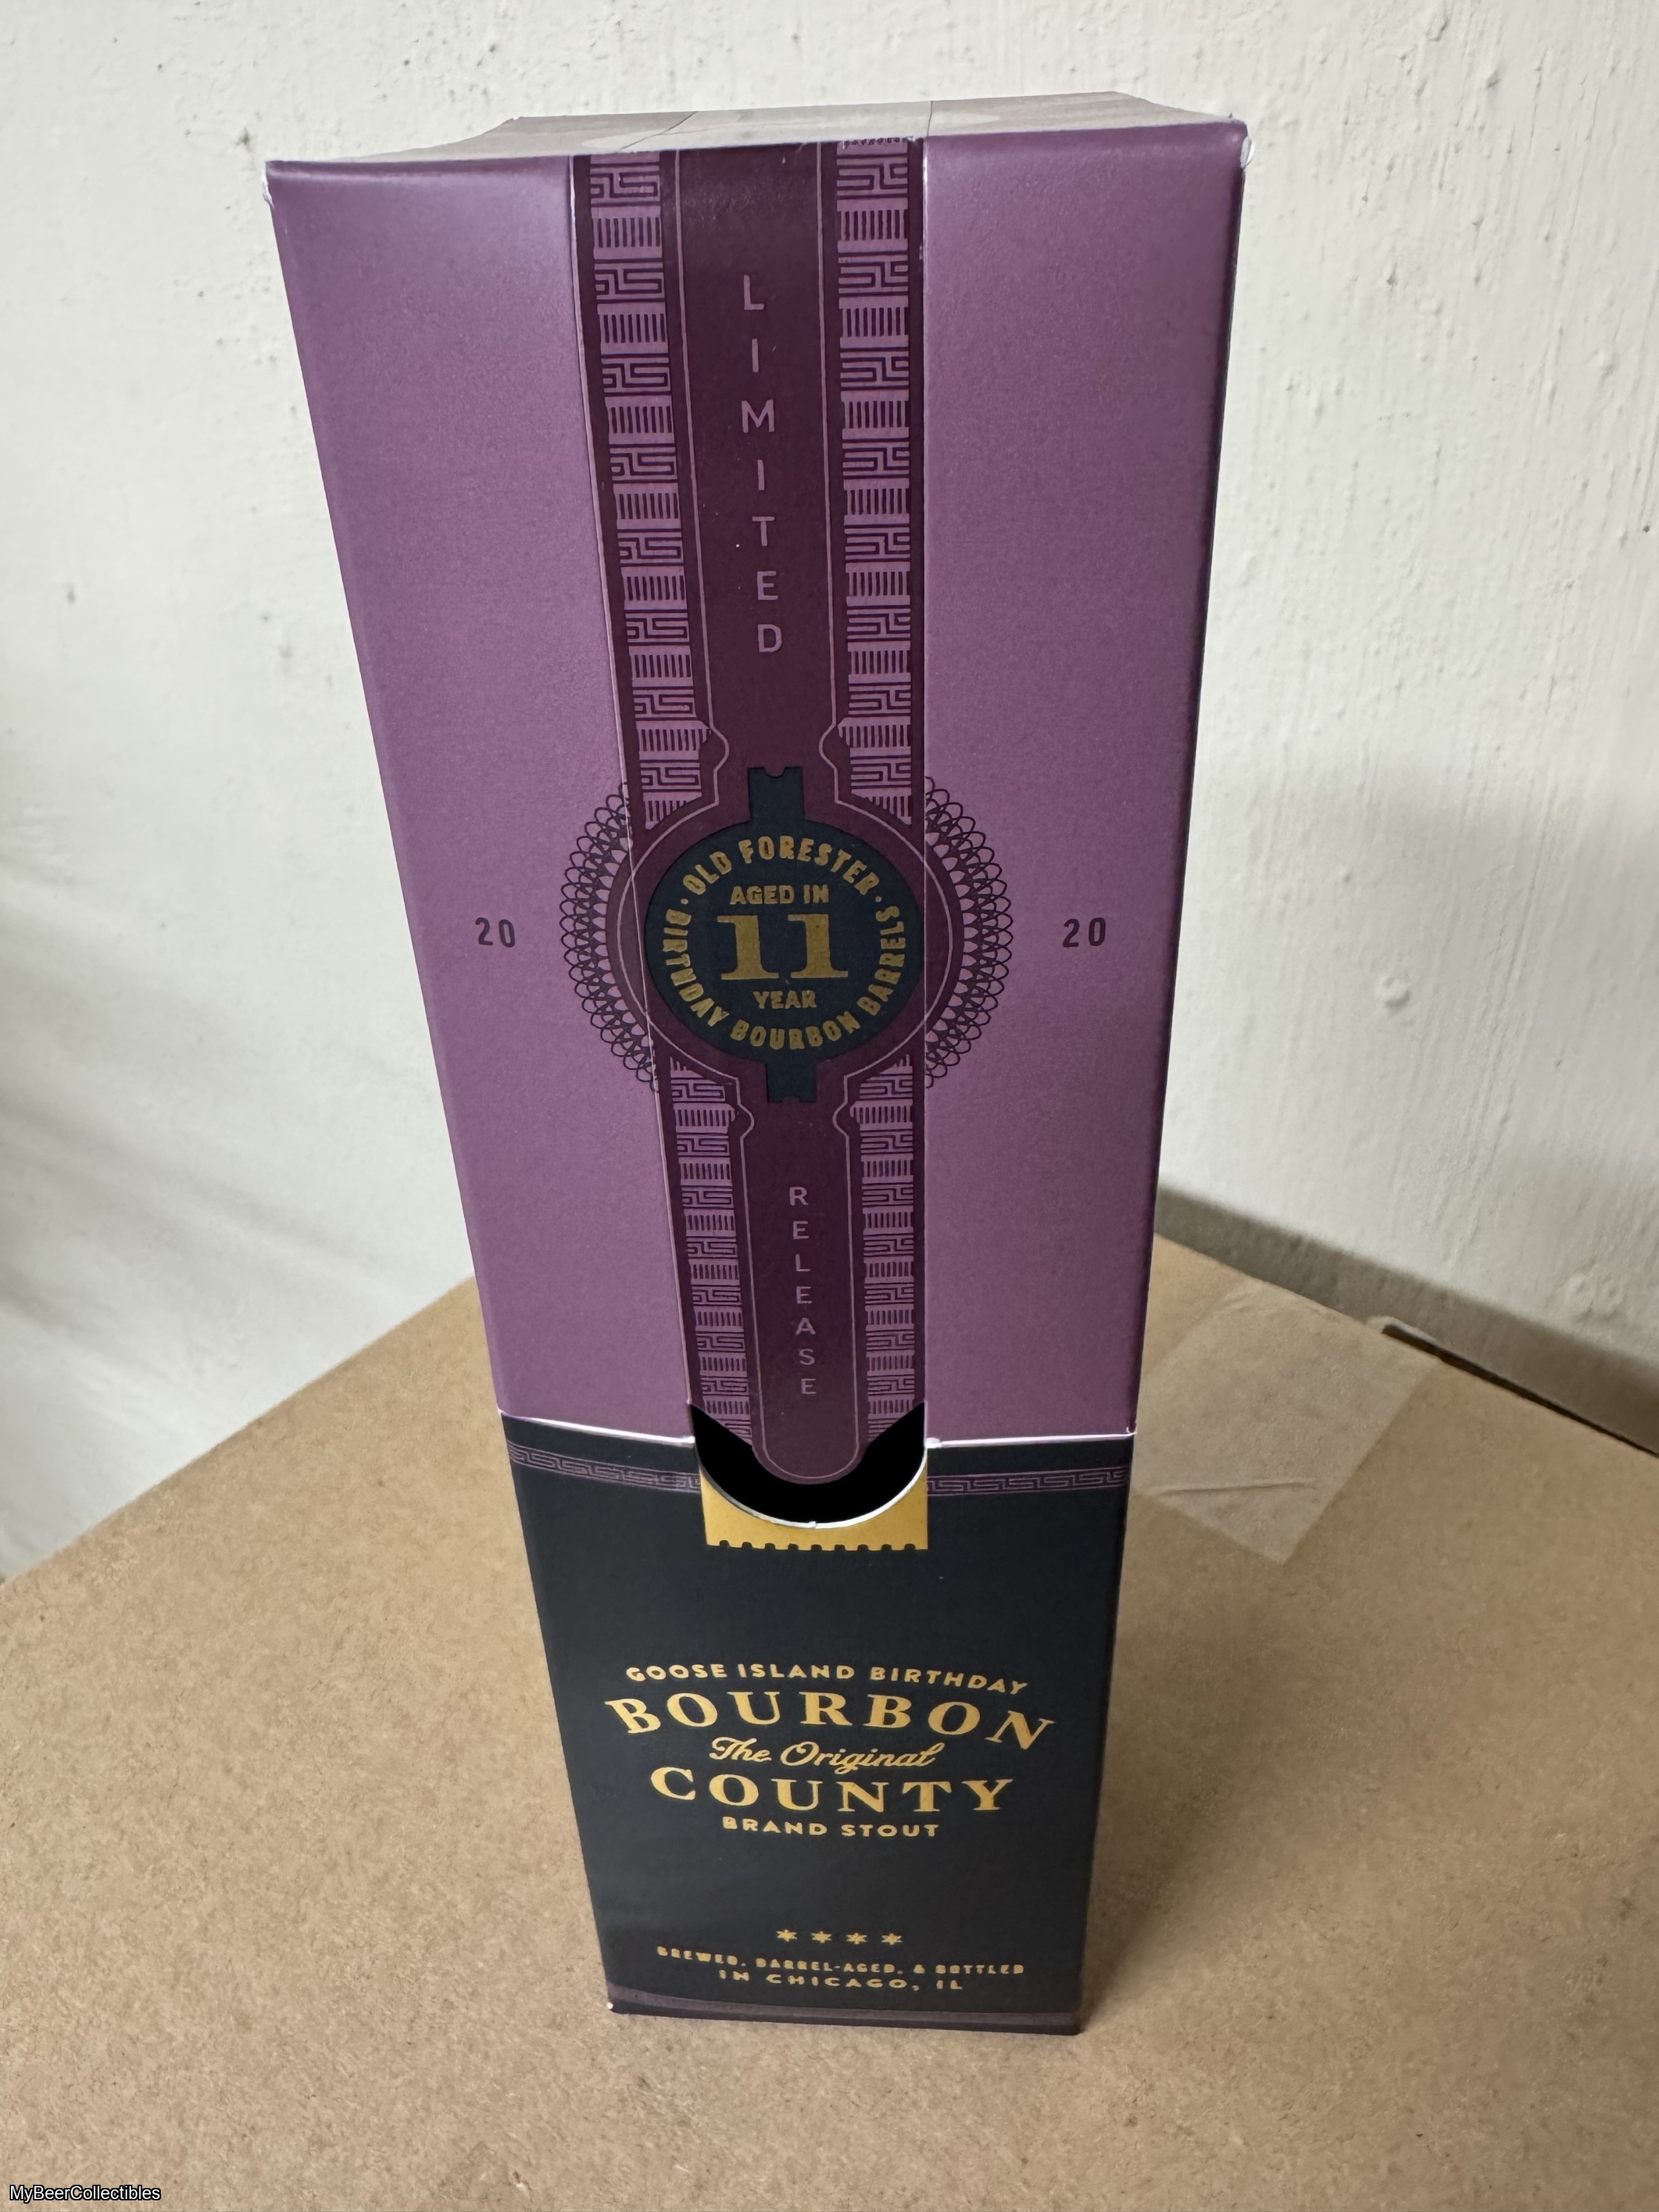 LIMITED
OLD FORESTER
AGED IN
11
YEAR
BIRTHDAY BOURBON BARRELS
20 20
RELEASE
GOOSE ISLAND BIRTHDAY
BOURBON
The Original
COUNTY
BRAND STOUT
BREWED, BARREL-AGED, & BOTTLED
IN CHICAGO, IL
MyBeerCollectibles